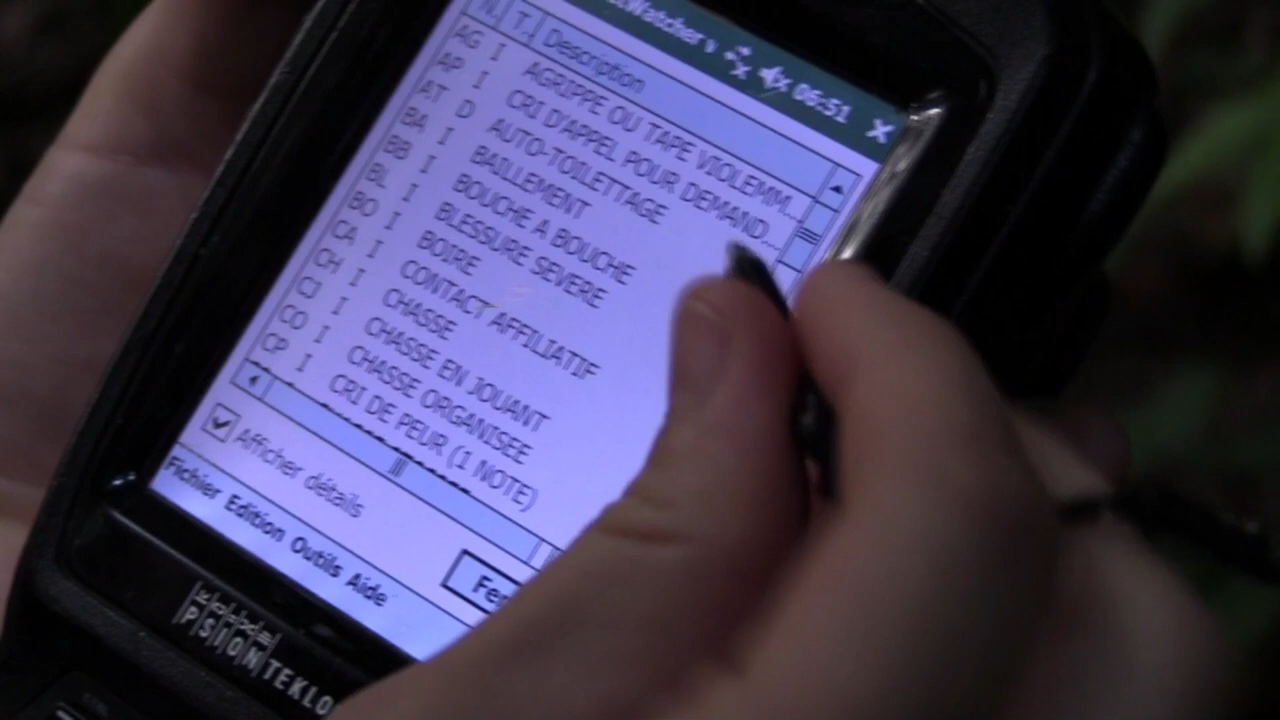 Watcher v 06:51 X
N. T. Description
AG I AGRIPPE OU TAPE VIOLEMM...
AP I CRI D'APPEL POUR DEMAND...
AT D AUTO-TOILETTAGE
BA I BAILLEMENT
BB I BOUCHE A BOUCHE
BL I BLESSURE SEVERE
BO I BOIRE
CA I CONTACT AFFILIATIF
CH I CHASSE
CJ I CHASSE EN JOUANT
CO I CHASSE ORGANISEE
CP I CRI DE PEUR (1 NOTE)
Afficher détails
Fer
Fichier Edition Outils Aide
PSION TEKLO